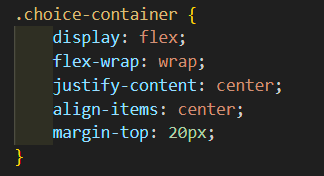 .choice-container {
    display: flex;
    flex-wrap: wrap;
    justify-content: center;
    align-items: center;
    margin-top: 20px;
}